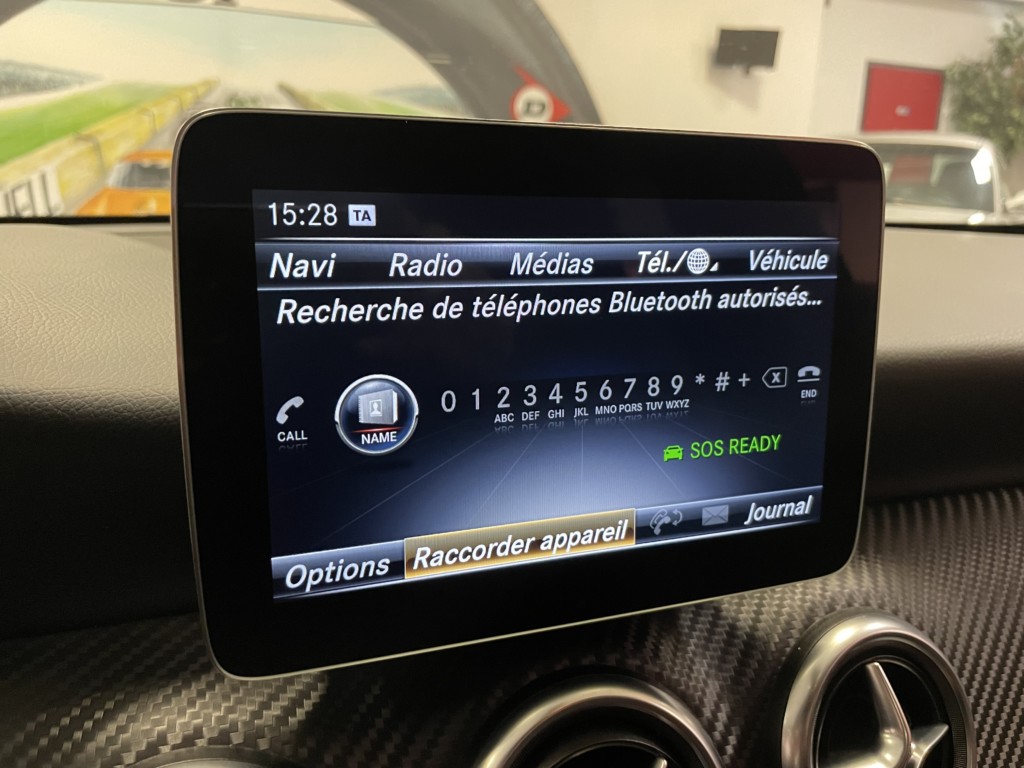 15:28 TA
Navi Radio Médias Tél./ Véhicule
Recherche de téléphones Bluetooth autorisés...
CALL NAME 0 1 2 3 4 5 6 7 8 9 * # + X END
ABC DEF GHI JKL MNO PQRS TUV WXYZ
SOS READY
Options Raccorder appareil Journal